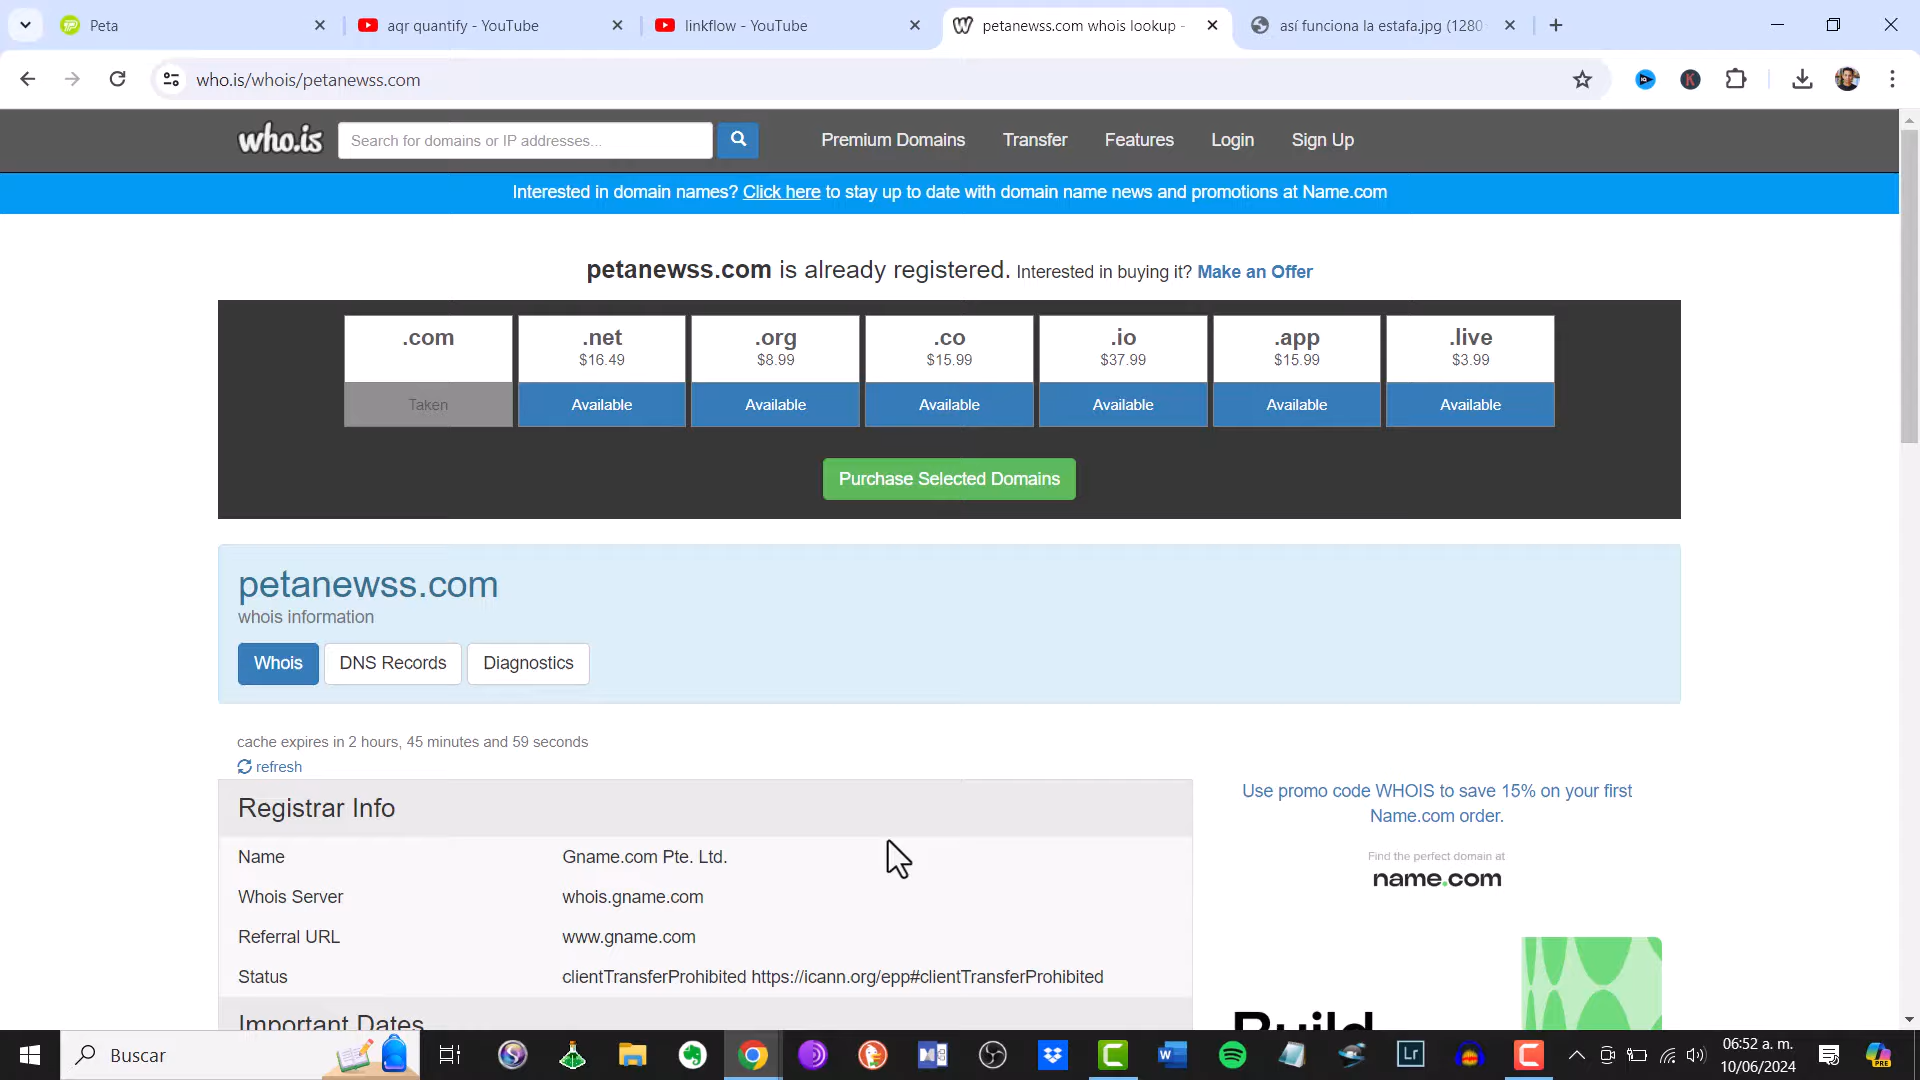 Peta
aqr quantify - YouTube
linkflow - YouTube
petanewss.com whois lookup -
así funciona la estafa.jpg (1280
who.is/whois/petanewss.com
who.is
Search for domains or IP addresses...
Premium Domains
Transfer
Features
Login
Sign Up
Interested in domain names? Click here to stay up to date with domain name news and promotions at Name.com
petanewss.com is already registered. Interested in buying it? Make an Offer
.com
.net
.org
.co
.io
.app
.live
$16.49
$8.99
$15.99
$37.99
$15.99
$3.99
Taken
Available
Available
Available
Available
Available
Available
Purchase Selected Domains
petanewss.com
whois information
Whois
DNS Records
Diagnostics
cache expires in 2 hours, 45 minutes and 59 seconds
refresh
Registrar Info
Name
Gname.com Pte. Ltd.
Whois Server
whois.gname.com
Referral URL
www.gname.com
Status
clientTransferProhibited https://icann.org/epp#clientTransferProhibited
Important Dates
Use promo code WHOIS to save 15% on your first
Name.com order.
Find the perfect domain at
name.com
Build
Buscar
Lr
06:52 a. m.
10/06/2024
PRE